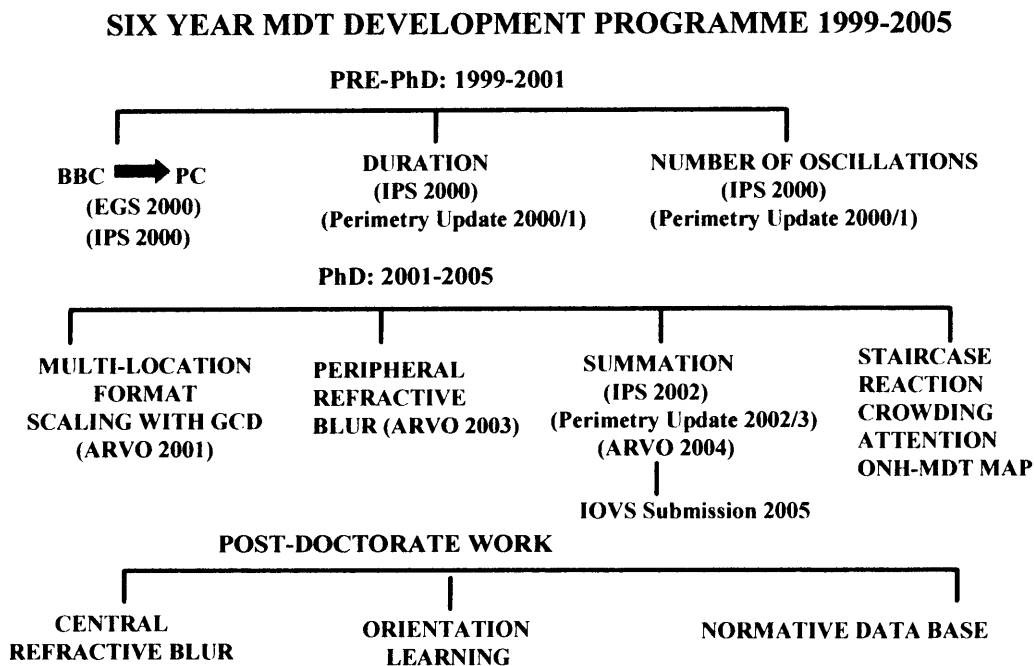 SIX YEAR MDT DEVELOPMENT PROGRAMME 1999-2005
PRE-PhD: 1999-2001
BBC PC
(EGS 2000)
(IPS 2000)
DURATION
(IPS 2000)
(Perimetry Update 2000/1)
NUMBER OF OSCILLATIONS
(IPS 2000)
(Perimetry Update 2000/1)
PhD: 2001-2005
MULTI-LOCATION
FORMAT
SCALING WITH GCD
(ARVO 2001)
PERIPHERAL
REFRACTIVE
BLUR (ARVO 2003)
SUMMATION
(IPS 2002)
(Perimetry Update 2002/3)
(ARVO 2004)
IOVS Submission 2005
STAIRCASE
REACTION
CROWDING
ATTENTION
ONH-MDT MAP
POST-DOCTORATE WORK
CENTRAL
REFRACTIVE BLUR
ORIENTATION
LEARNING
NORMATIVE DATA BASE